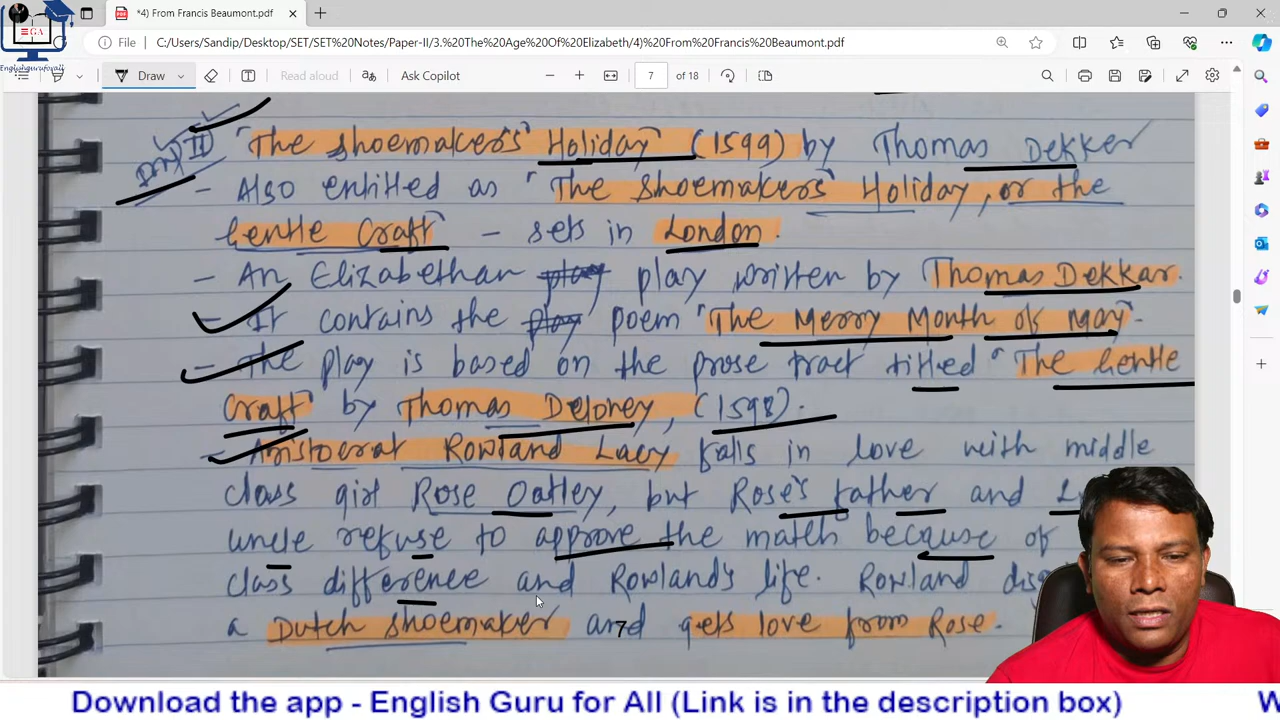 *4) From Francis Beaumont.pdf
File C:/Users/Sandip/Desktop/SET/SET%20Notes/Paper-II/3.%20The%20Age%20Of%20Elizabeth/4)%20From%20Francis%20Beaumont.pdf
EGA
Englishguruforall
Draw Read aloud Ask Copilot 7 of 18
II "The Shoemakers' Holiday" (1599) by Thomas Dekker
- Also entitled as "The Shoemakers' Holiday, or the
Gentle Craft" - sets in London.
- An Elizabethan play written by Thomas Dekkar.
- It contains the poem "The Merry Month of May".
- The play is based on the prose tract titled "The Gentle
Craft" by Thomas Deloney, (1598).
- Aristocrat Rowland Lacy falls in love with middle
class girl Rose Oatley, but Rose's father and
uncle refuse to approve the match because of
class difference and Rowland's life. Rowland
a Dutch shoemaker and gets love from Rose.
7
Download the app - English Guru for All (Link is in the description box)